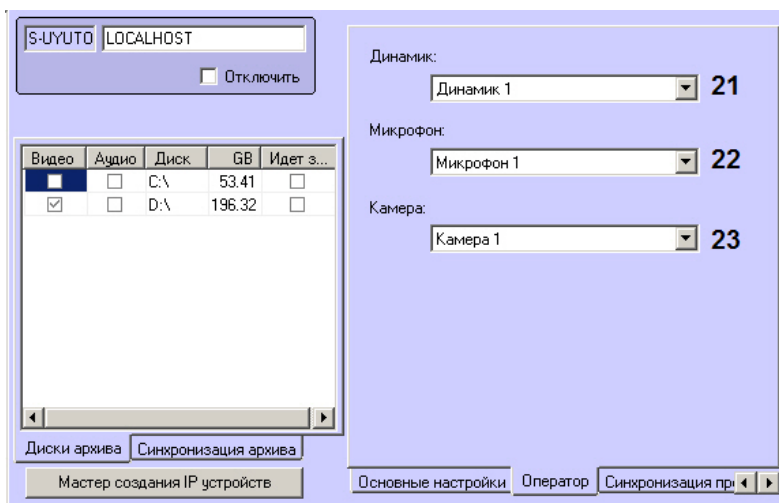 S-UYUTO LOCALHOST
Отключить
Видео Аудио Диск GB Идет з...
C:\ 53.41
D:\ 196.32
Диски архива Синхронизация архива
Мастер создания IP устройств
Динамик:
Динамик 1 21
Микрофон:
Микрофон 1 22
Камера:
Камера 1 23
Основные настройки Оператор Синхронизация пр